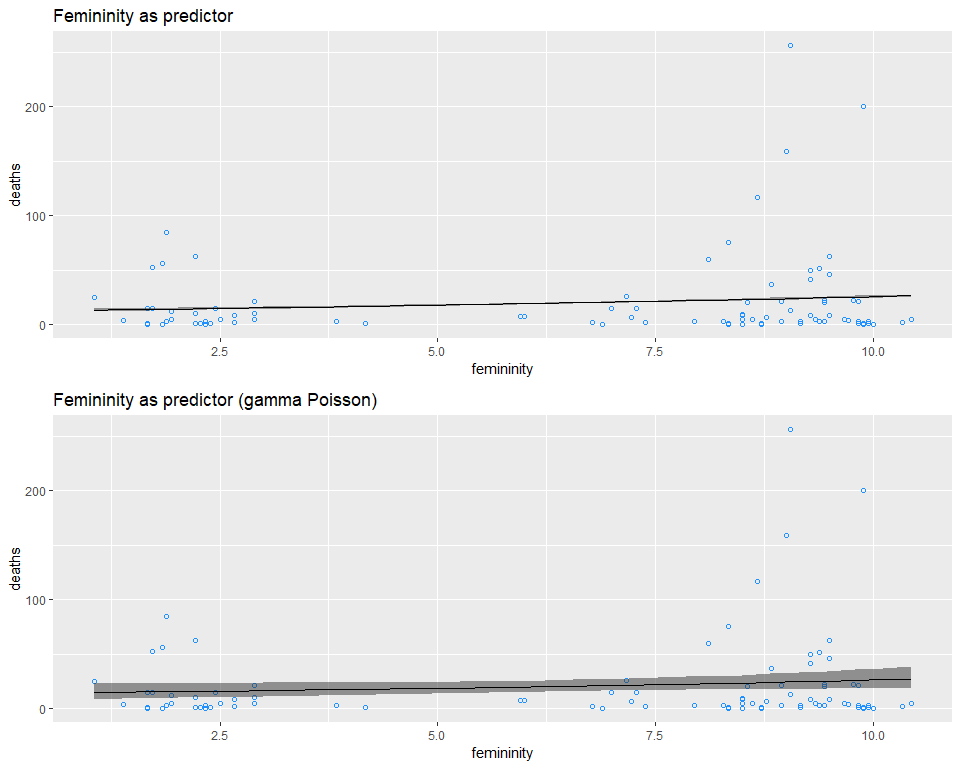 Femininity as predictor
deaths
200
100
0
2.5 5.0 7.5 10.0
femininity
Femininity as predictor (gamma Poisson)
deaths
200
100
0
2.5 5.0 7.5 10.0
femininity